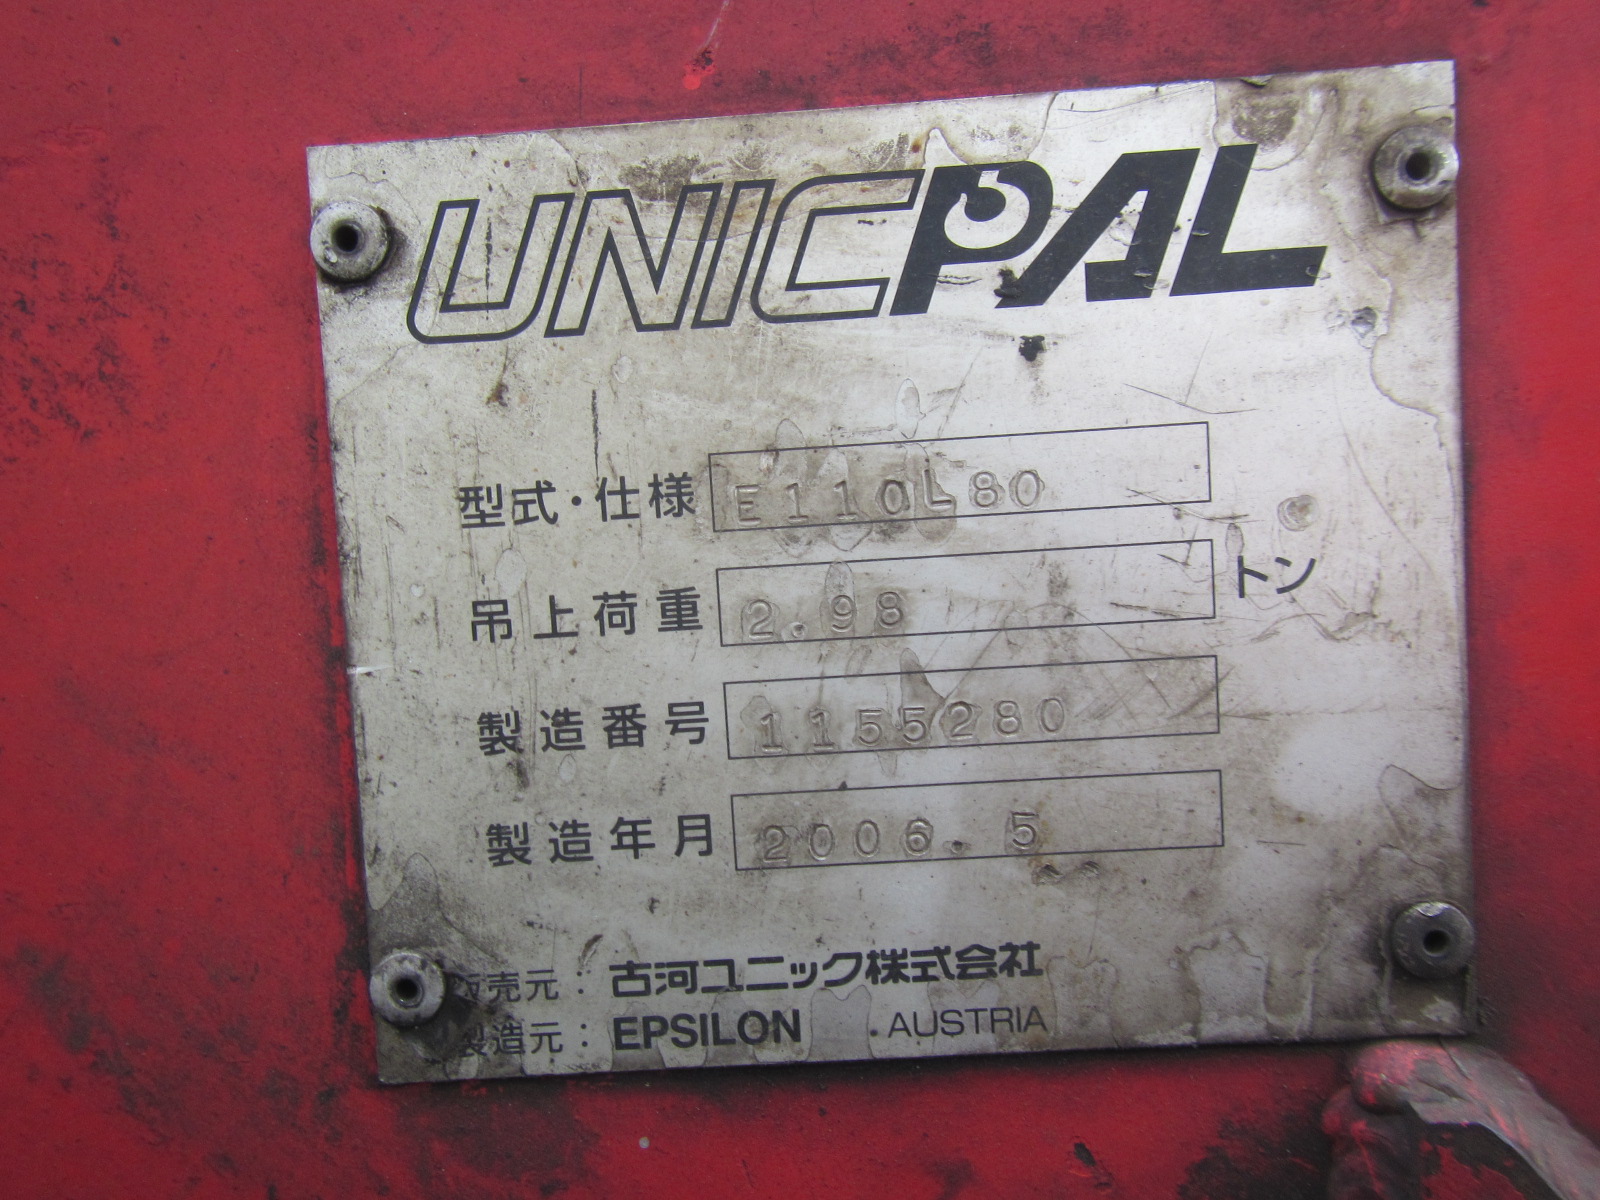 UNICPAL
型式・仕様 E110L80
吊上荷重 2.98 トン
製造番号 1155280
製造年月 2006.5
販売元： 古河ユニック株式会社
製造元： EPSILON . AUSTRIA